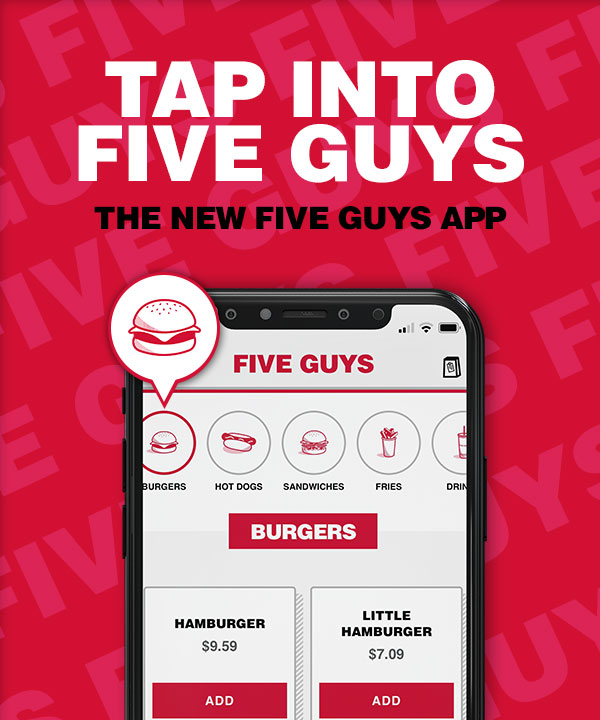 TAP INTO
FIVE GUYS
THE NEW FIVE GUYS APP
FIVE GUYS
BURGERS
HOT DOGS
SANDWICHES
FRIES
DRIN
BURGERS
HAMBURGER
$9.59
ADD
LITTLE
HAMBURGER
$7.09
ADD